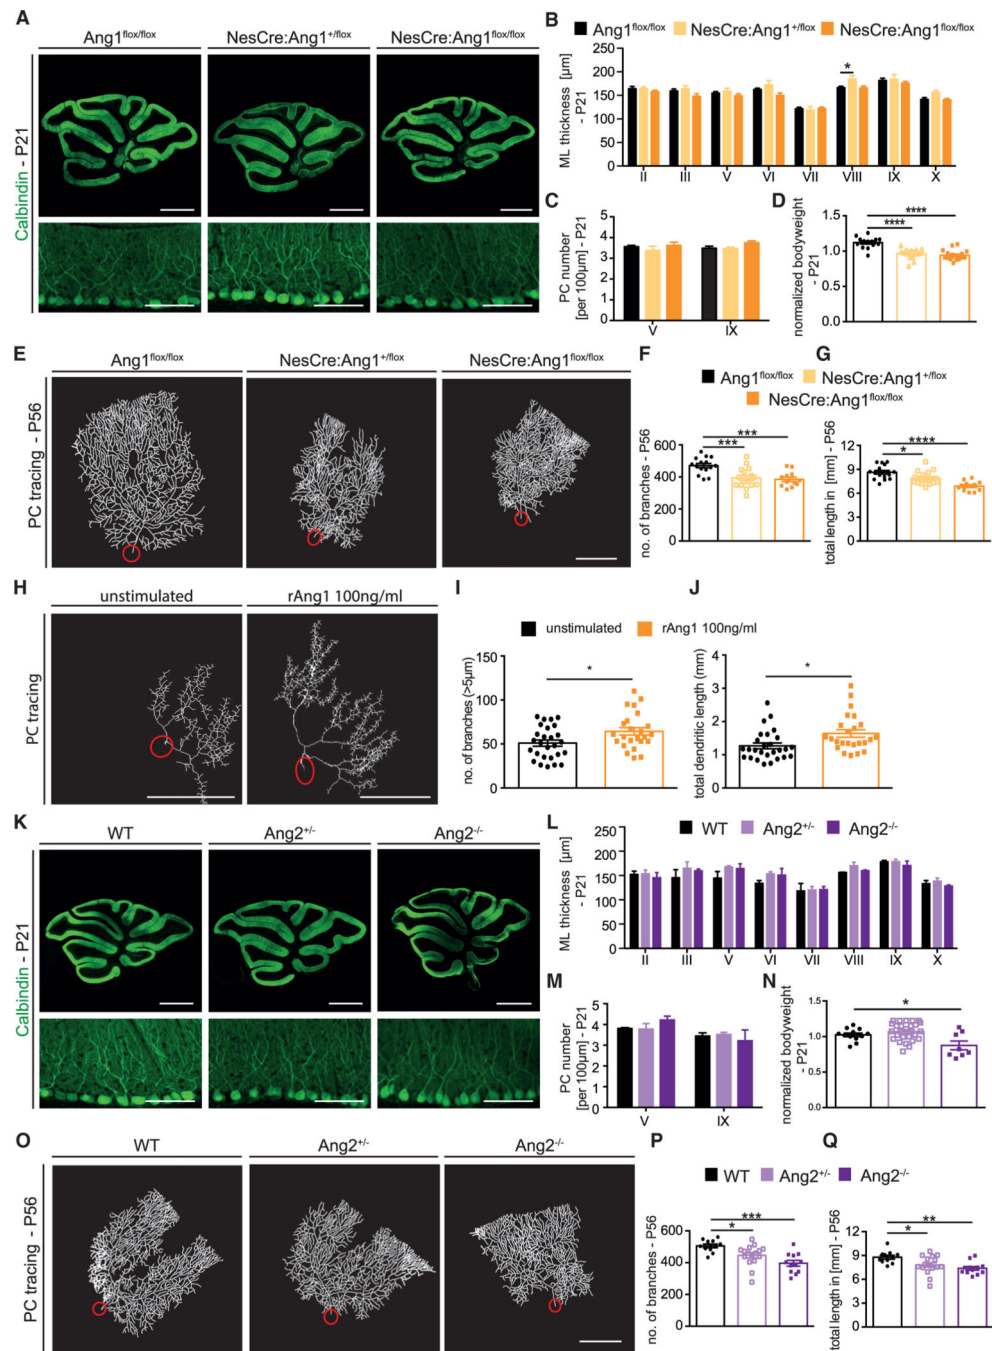 A
Ang1flox/flox
NesCre:Ang1+/flox
NesCre:Ang1flox/flox
Calbindin - P21
B
Ang1flox/flox
NesCre:Ang1+/flox
NesCre:Ang1flox/flox
ML thickness [µm] - P21
200
150
100
50
0
*
II III V VI VII VIII IX X
C
PC number [per 100µm] - P21
5
4
3
2
1
0
V IX
D
normalized bodyweight - P21
1.5
1.0
0.5
0.0
****
****
E
Ang1flox/flox
NesCre:Ang1+/flox
NesCre:Ang1flox/flox
PC tracing - P56
F
G
Ang1flox/flox
NesCre:Ang1+/flox
NesCre:Ang1flox/flox
no. of branches - P56
600
400
200
0
***
***
total length in [mm] - P56
12
9
6
3
0
****
*
H
unstimulated
rAng1 100ng/ml
PC tracing
I
J
unstimulated
rAng1 100ng/ml
no. of branches (>5µm)
150
100
50
0
*
total dendritic length (mm)
4
3
2
1
0
*
K
WT
Ang2+/-
Ang2-/-
Calbindin - P21
L
WT
Ang2+/-
Ang2-/-
ML thickness [µm] - P21
250
200
150
100
50
0
II III V VI VII VIII IX X
M
PC number [per 100µm] - P21
5
4
3
2
1
0
V IX
N
normalized bodyweight P21
1.5
1.0
0.5
0.0
*
O
WT
Ang2+/-
Ang2-/-
PC tracing - P56
P
Q
WT
Ang2+/-
Ang2-/-
no. of branches - P56
600
400
200
0
***
*
total length in [mm] - P56
12
9
6
3
0
**
*